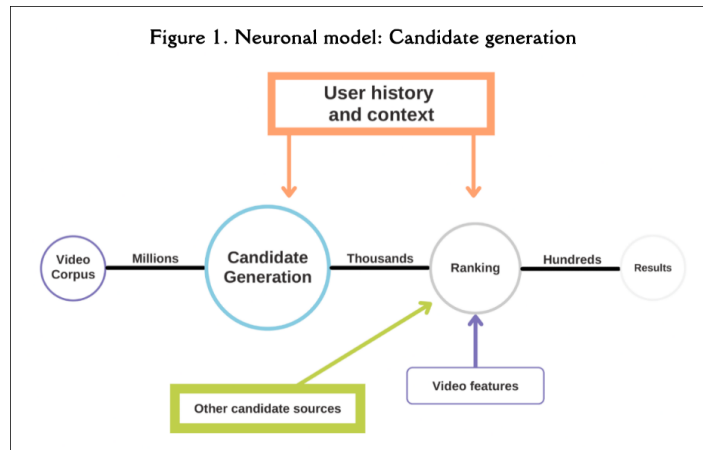 Figure 1. Neuronal model: Candidate generation
User history
and context
Video
Corpus
Millions
Candidate
Generation
Thousands
Ranking
Hundreds
Results
Other candidate sources
Video features